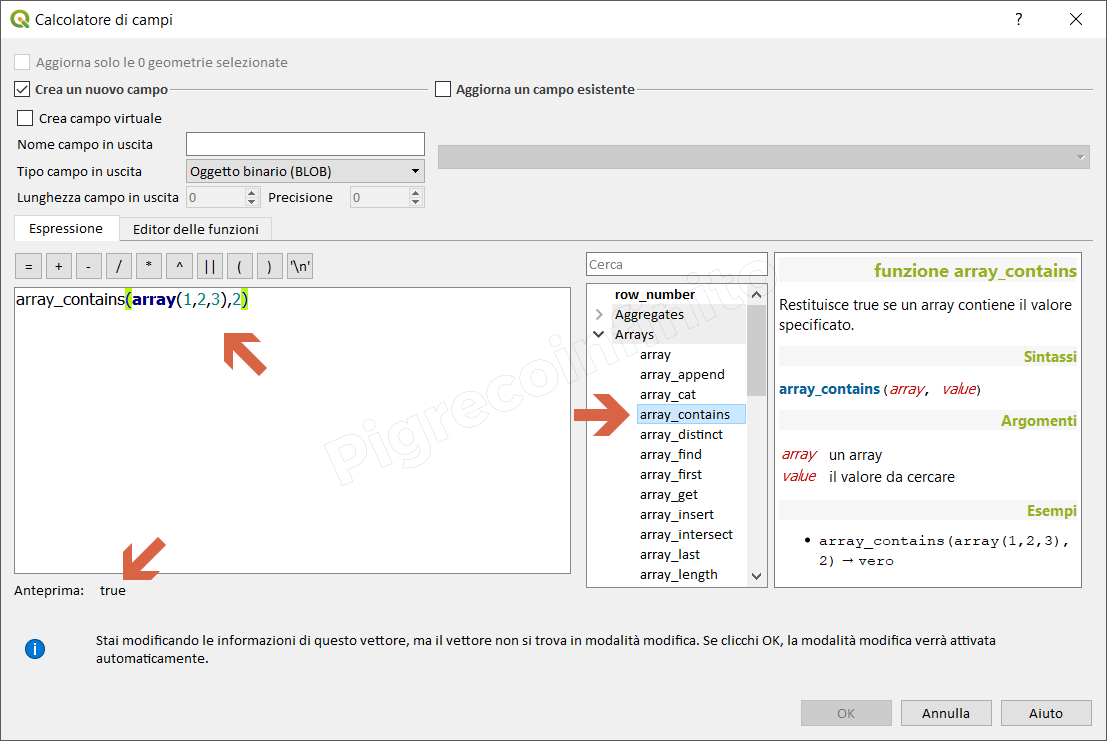 Calcolatore di campi
?
Aggiorna solo le 0 geometrie selezionate
Crea un nuovo campo
Aggiorna un campo esistente
Crea campo virtuale
Nome campo in uscita
Tipo campo in uscita
Oggetto binario (BLOB)
Lunghezza campo in uscita
0
Precisione
0
Espressione
Editor delle funzioni
= + - / * ^ || ( ) '\n'
array_contains(array(1,2,3),2)
Anteprima: true
Cerca
row_number
Aggregates
Arrays
array
array_append
array_cat
array_contains
array_distinct
array_find
array_first
array_get
array_insert
array_intersect
array_last
array_length
funzione array_contains
Restituisce true se un array contiene il valore
specificato.
Sintassi
array_contains(array, value)
Argomenti
array un array
value il valore da cercare
Esempi
• array_contains(array(1,2,3),
2) → vero
Pigrecoinfinito
Stai modificando le informazioni di questo vettore, ma il vettore non si trova in modalità modifica. Se clicchi OK, la modalità modifica verrà attivata
automaticamente.
OK
Annulla
Aiuto